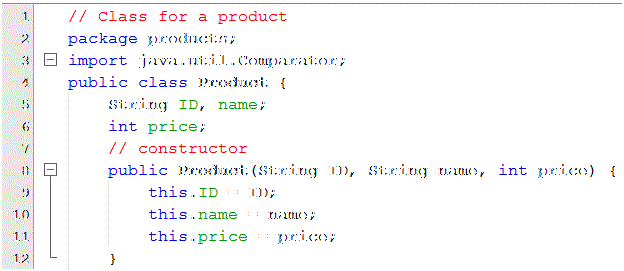 1 // Class for a product
2 package products;
3 import java.util.Comparator;
4 public class Product {
5 String ID, name;
6 int price;
7 // constructor
8 public Product(String ID, String name, int price) {
9 this.ID = ID;
10 this.name = name;
11 this.price = price;
12 }